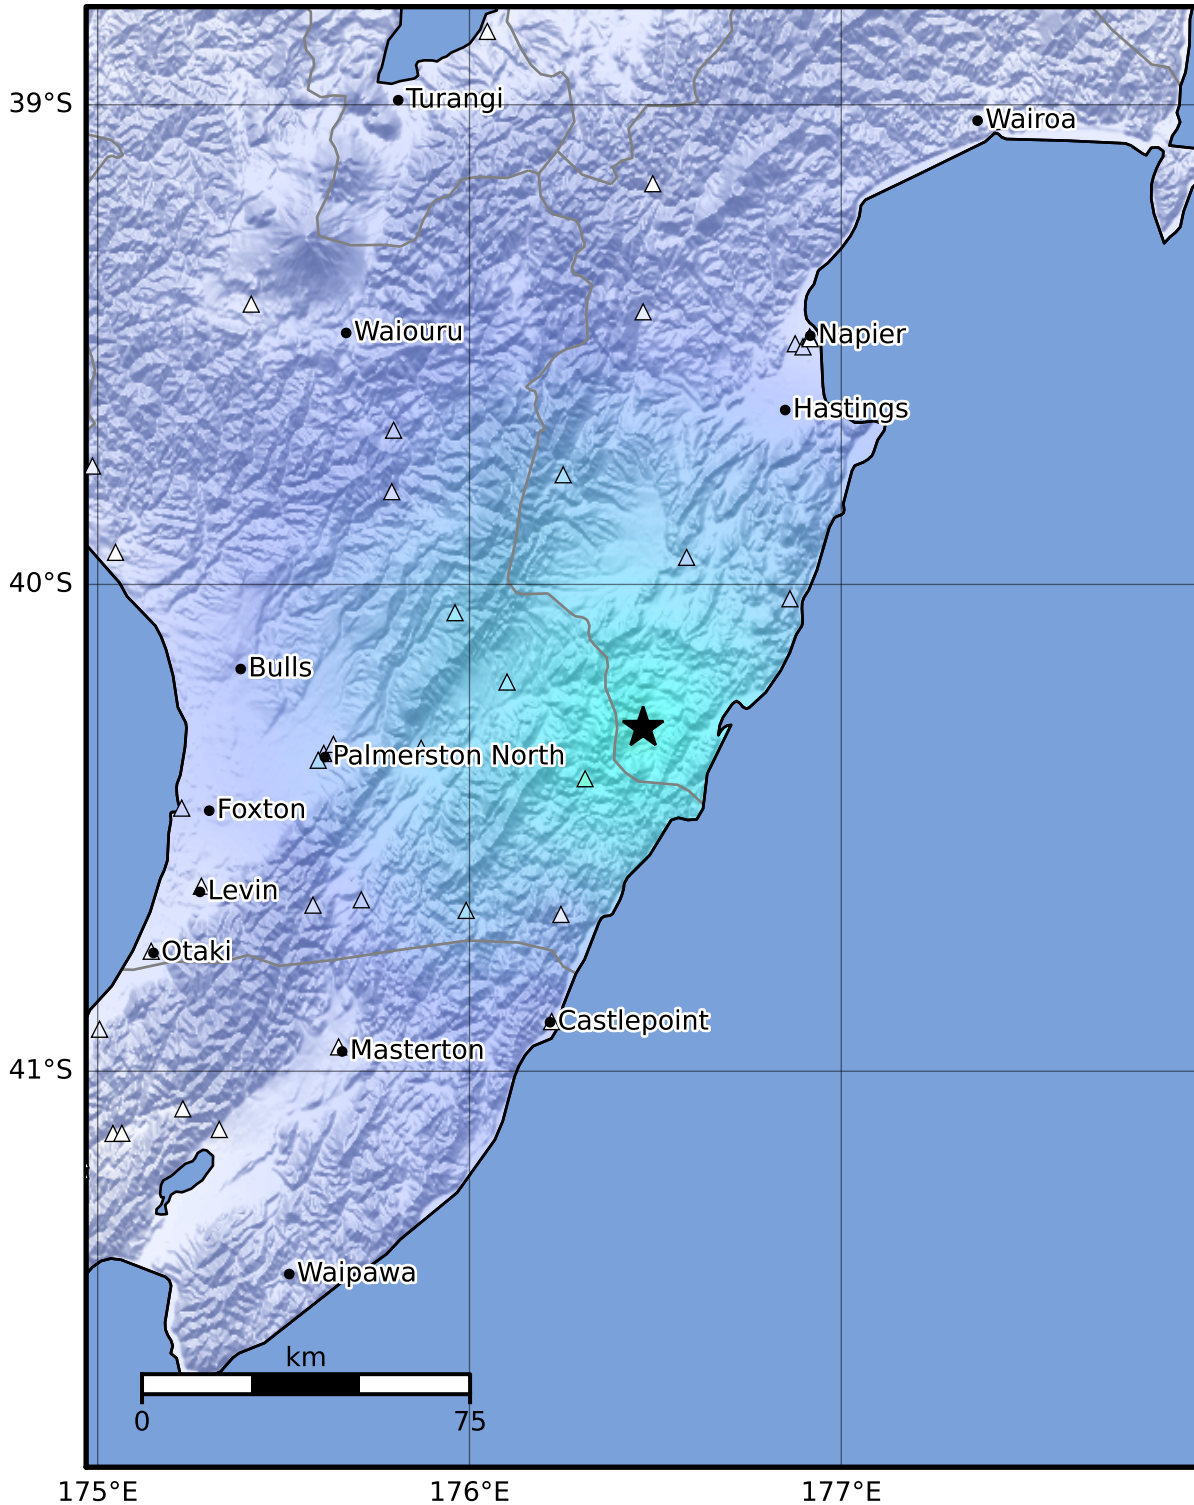 Turangi
39°S
Wairoa
Waiouru
Napier
Hastings
40°S
Bulls
Palmerston North
Foxton
Levin
Otaki
Castlepoint
Masterton
41°S
Waipawa
km
0 75
175°E 176°E 177°E